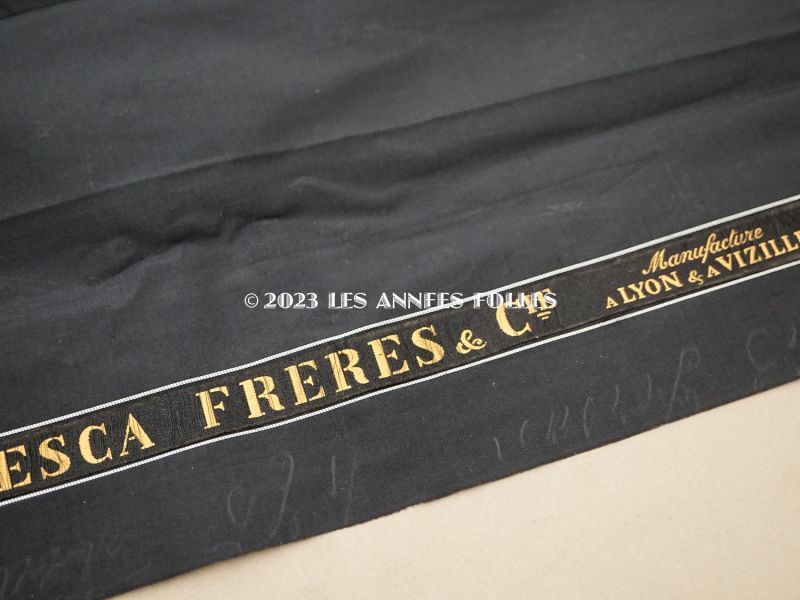 © 2023 LES ANNEES FOLLES
ESCA FRERES & Cie
Manufacture
A LYON & A VIZILLE